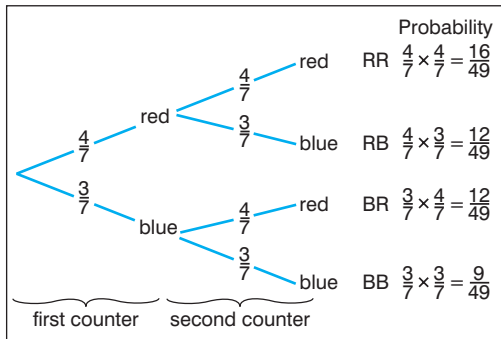 Probability
red RR 4/7 × 4/7 = 16/49
4/7
red
4/7
3/7
blue RB 4/7 × 3/7 = 12/49
3/7
red BR 3/7 × 4/7 = 12/49
4/7
blue
3/7
blue BB 3/7 × 3/7 = 9/49
first counter second counter